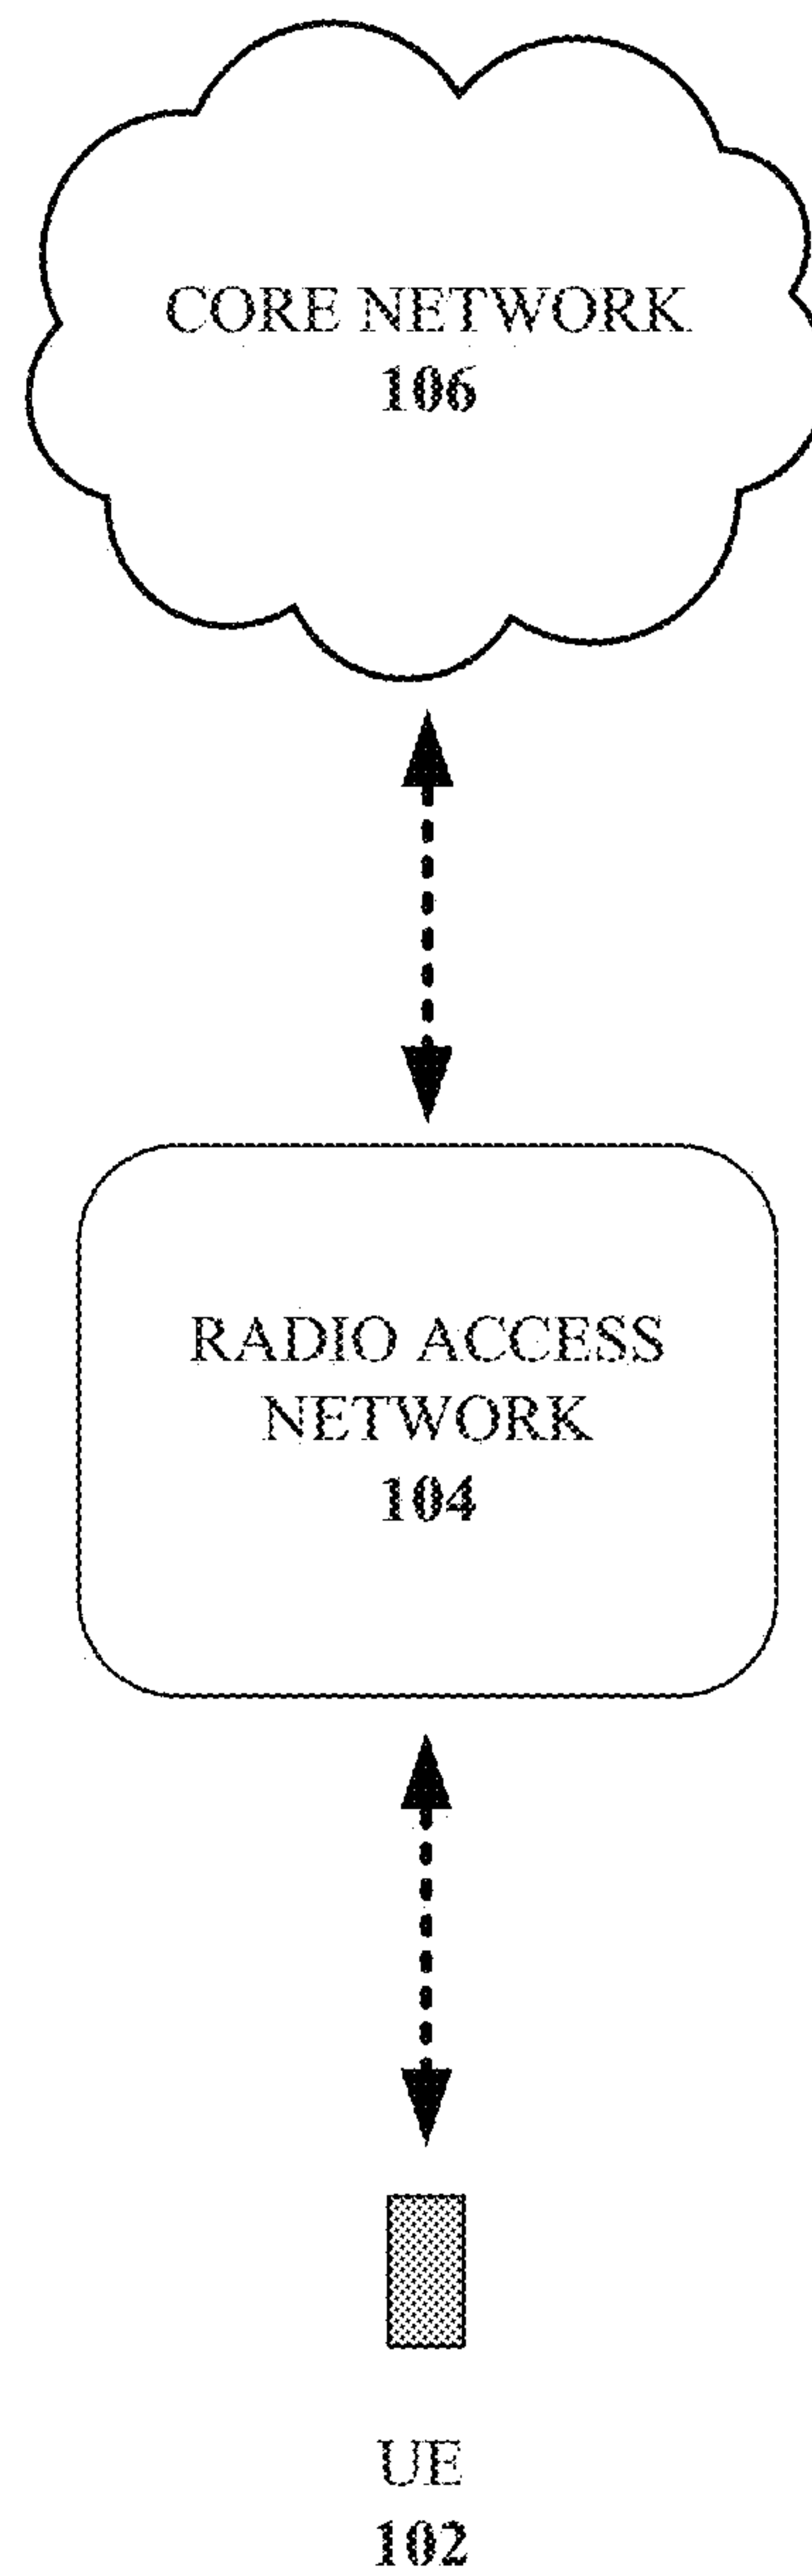 CORE NETWORK
106
RADIO ACCESS
NETWORK
104
UE
102